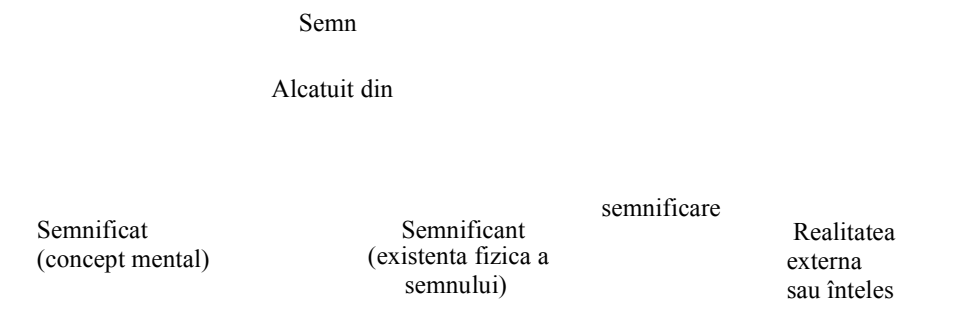 Semn
Alcatuit din
semnificare
Semnificat
(concept mental)
Semnificant
(existenta fizica a
semnului)
Realitatea
externa
sau înteles